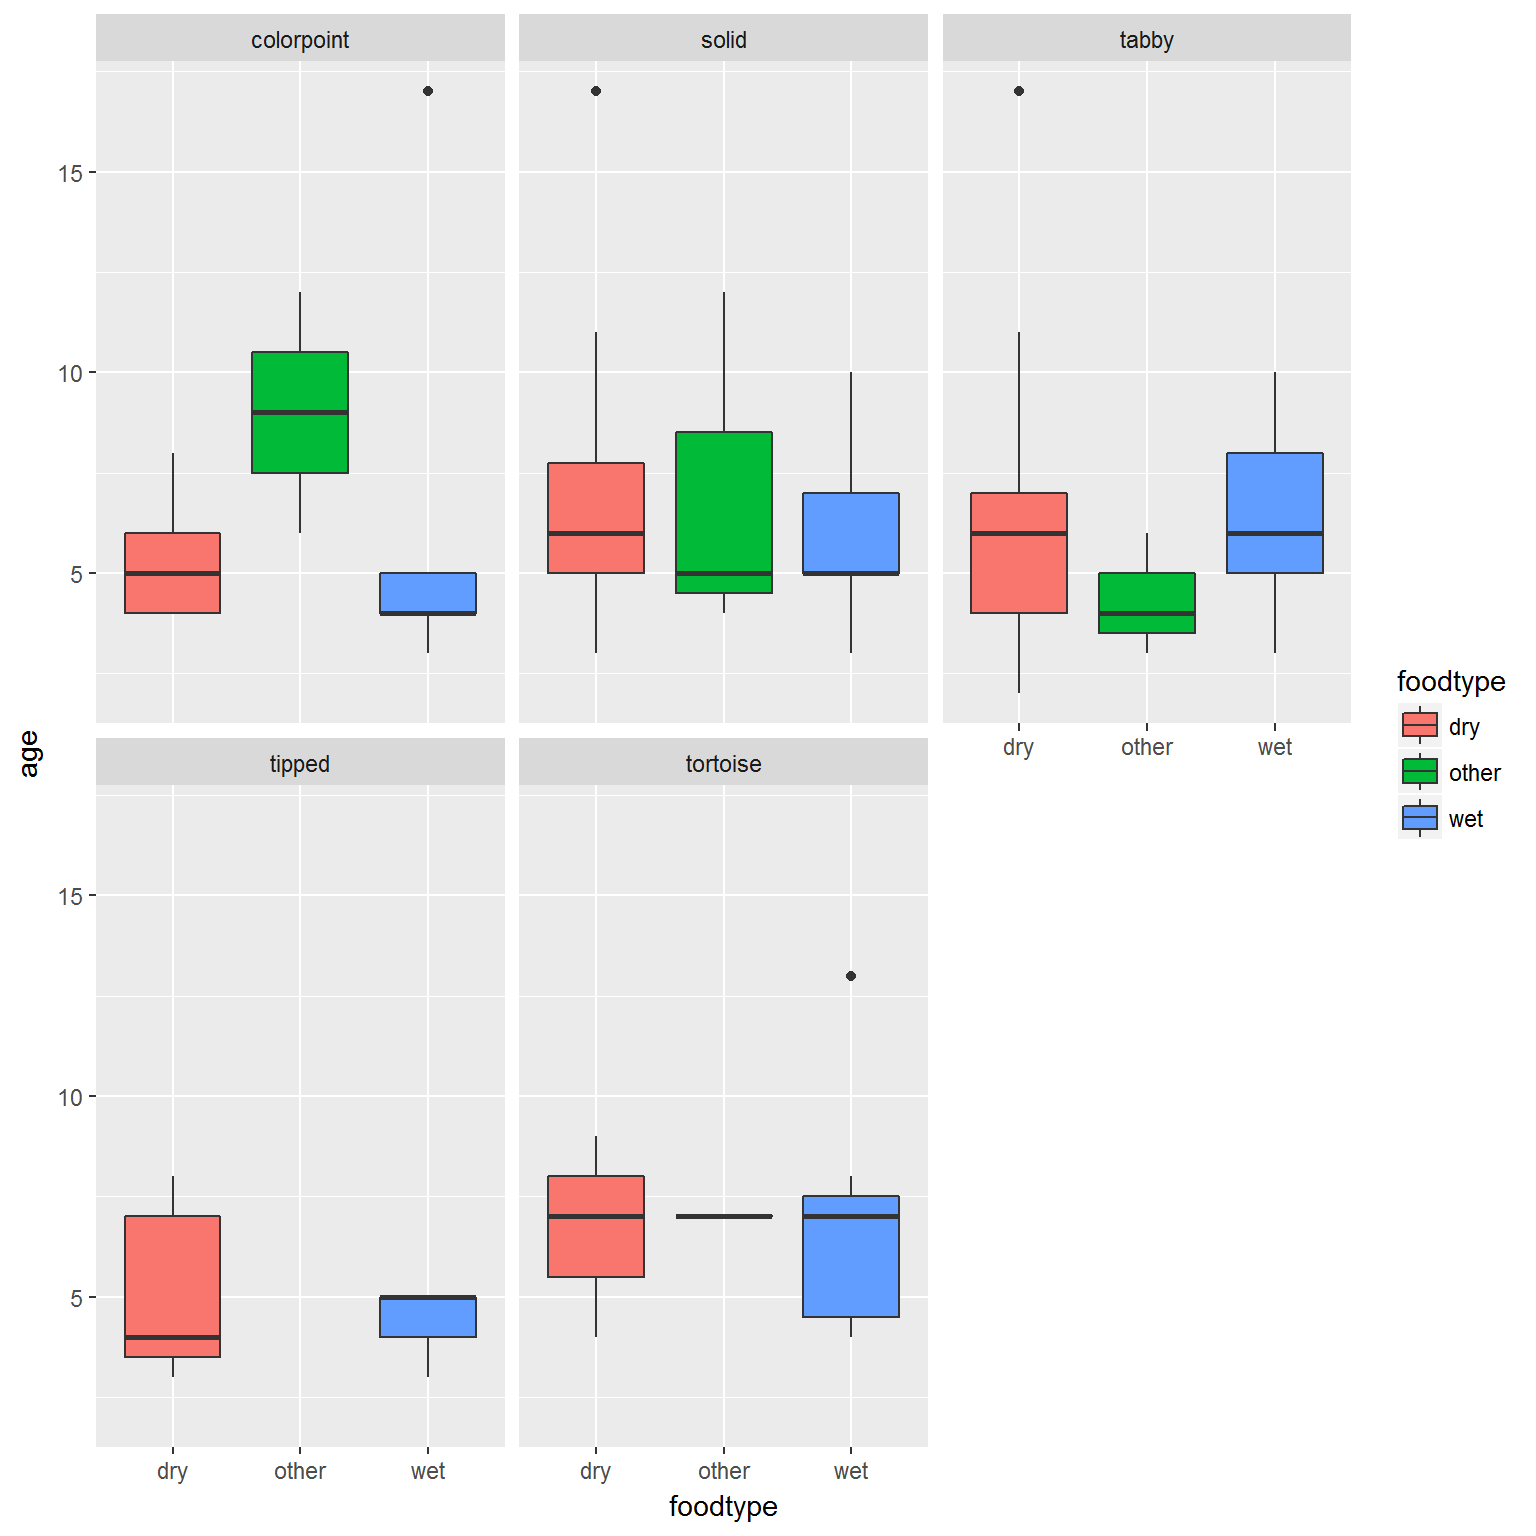 colorpoint
solid
tabby
15
10
5
dry other wet
tipped
tortoise
15
10
5
dry other wet
dry other wet
foodtype
age
foodtype
dry
other
wet